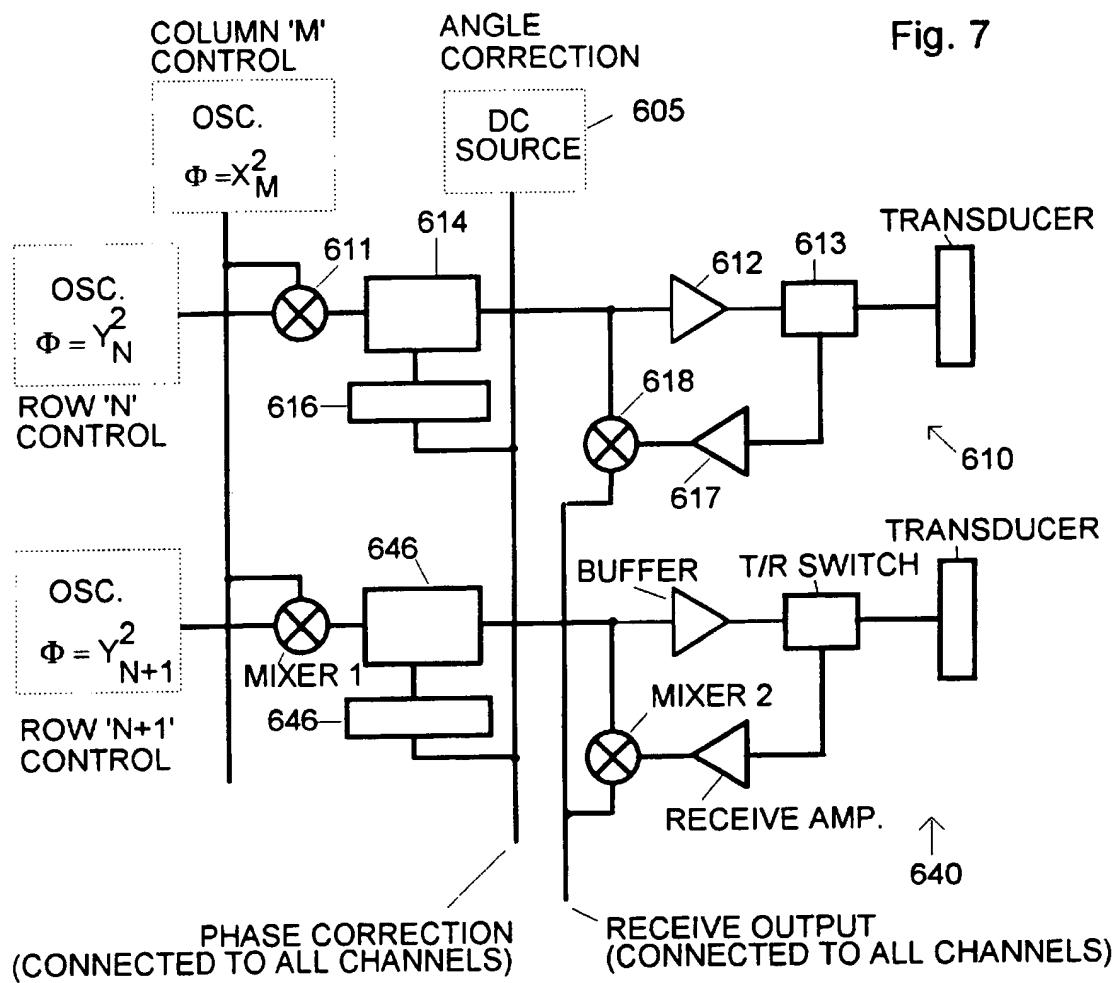 Fig. 7
COLUMN 'M'
CONTROL
ANGLE
CORRECTION
OSC.
Φ = X²M
DC
SOURCE
605
OSC.
Φ = Y²N
ROW 'N'
CONTROL
611
614
616
612
613
TRANSDUCER
618
617
610
OSC.
Φ = Y²N+1
ROW 'N+1'
CONTROL
MIXER 1
646
646
BUFFER
T/R SWITCH
TRANSDUCER
MIXER 2
RECEIVE AMP.
640
PHASE CORRECTION
(CONNECTED TO ALL CHANNELS)
RECEIVE OUTPUT
(CONNECTED TO ALL CHANNELS)